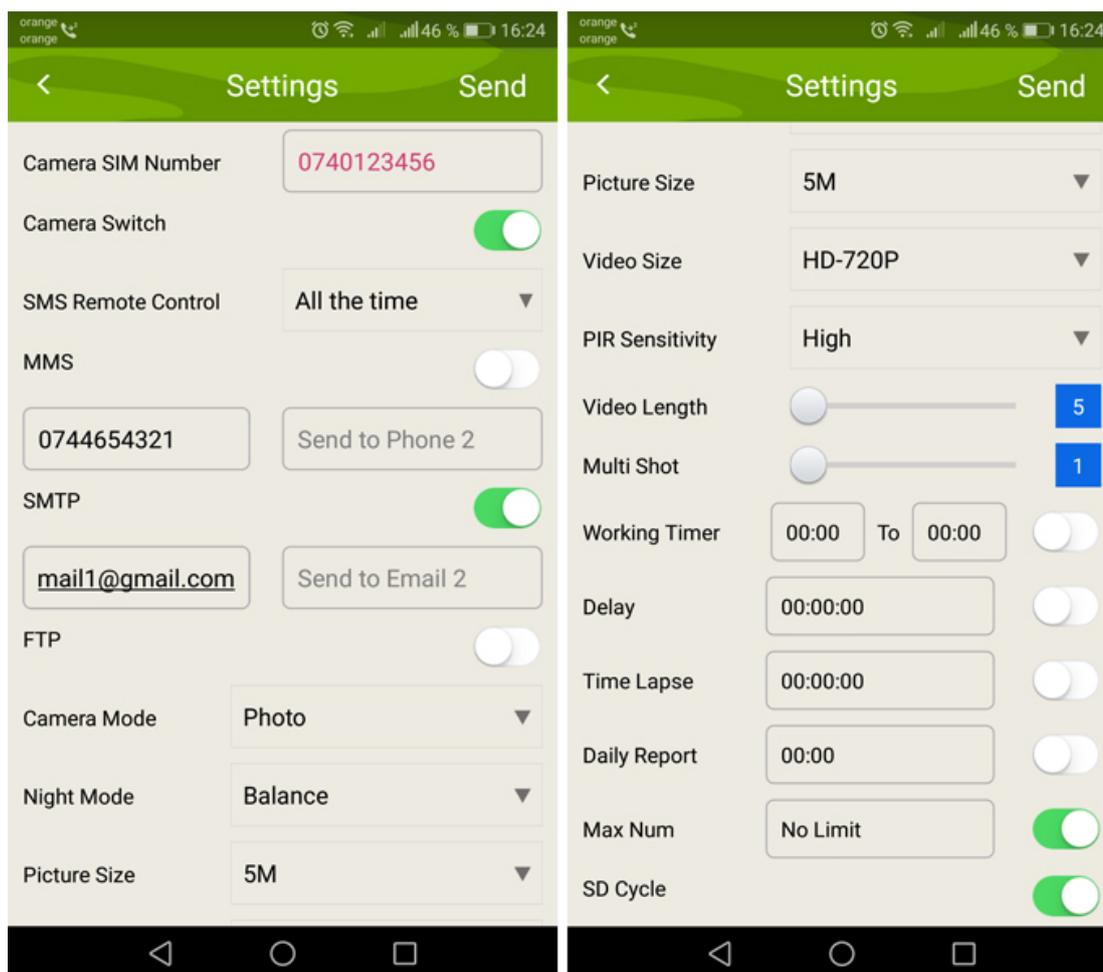 orange
orange
46 % 16:24
Settings Send
Camera SIM Number 0740123456
Camera Switch
SMS Remote Control All the time
MMS
0744654321 Send to Phone 2
SMTP
mail1@gmail.com Send to Email 2
FTP
Camera Mode Photo
Night Mode Balance
Picture Size 5M
orange
orange
46 % 16:24
Settings Send
Picture Size 5M
Video Size HD-720P
PIR Sensitivity High
Video Length 5
Multi Shot 1
Working Timer 00:00 To 00:00
Delay 00:00:00
Time Lapse 00:00:00
Daily Report 00:00
Max Num No Limit
SD Cycle